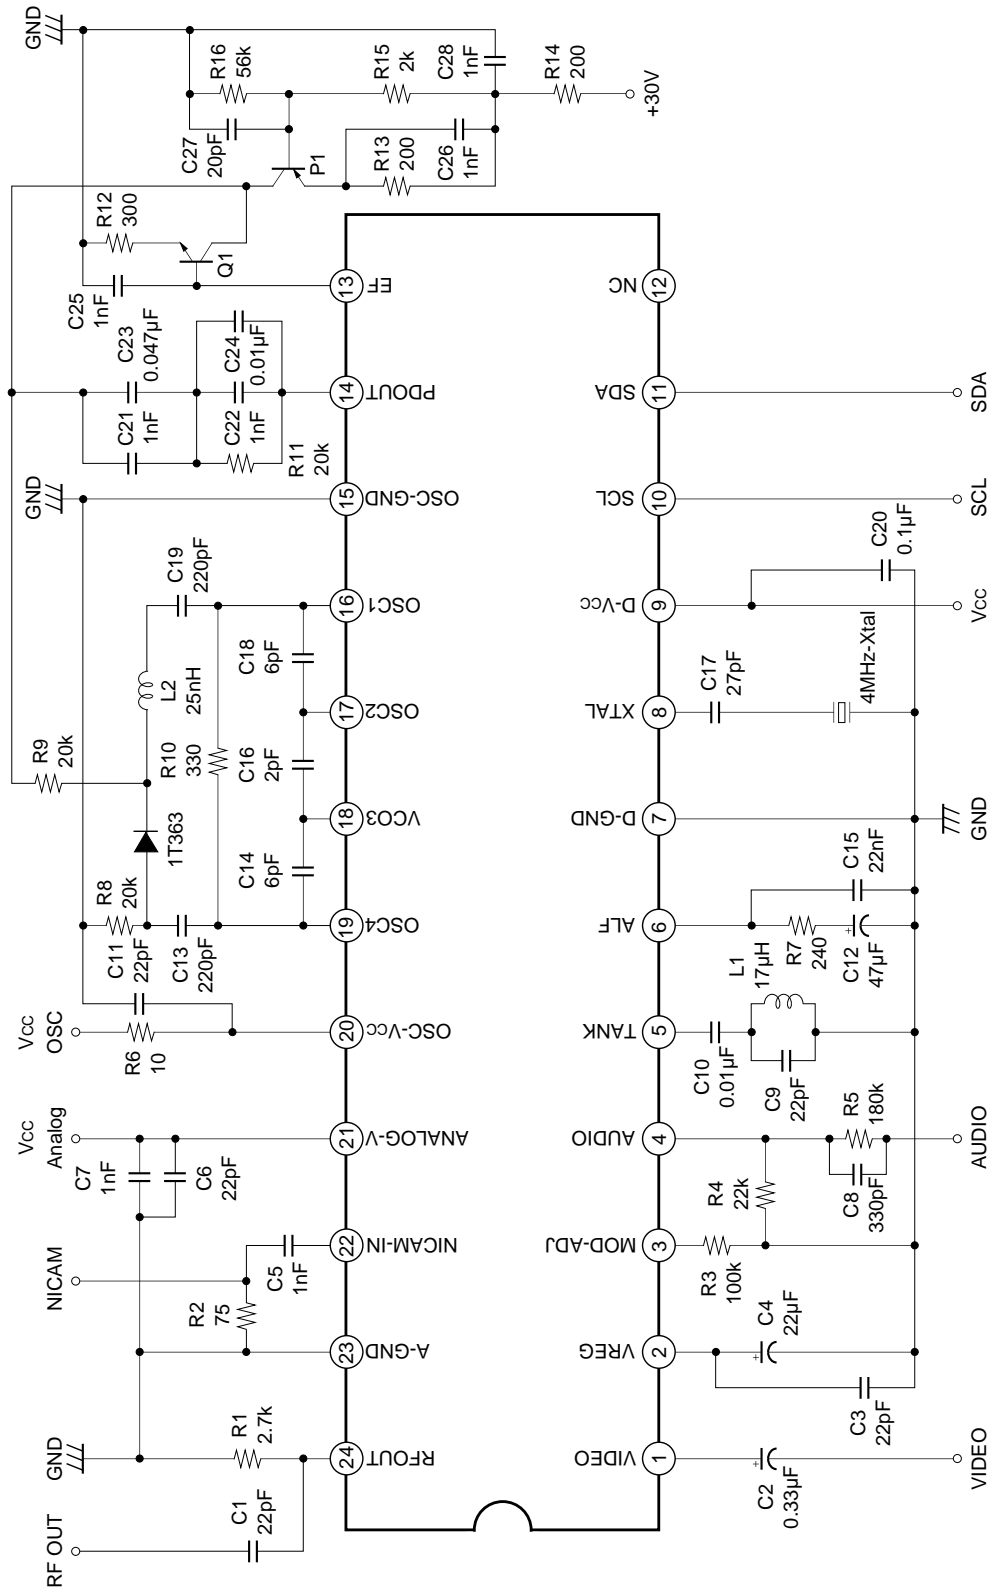 GND
R16
56k
R15
2k
C28
1nF
R14
200
+30V
C27
20pF
P1
R13
200
C26
1nF
R12
300
Q1
C25
1nF
C23
0.047µF
C24
0.01µF
C21
1nF
C22
1nF
R11
20k
GND
C19
220pF
L2
25nH
R9
20k
R10
330
C18
6pF
C16
2pF
C14
6pF
1T363
R8
20k
C11
22pF
C13
220pF
VCC
OSC
R6
10
VCC
Analog
C7
1nF
C6
22pF
NICAM
C5
1nF
R2
75
GND
R1
2.7k
C1
22pF
RF OUT
13
EF
14
PDOUT
15
OSC-GND
16
OSC1
17
OSC2
18
VCO3
19
OSC4
20
OSC-VCC
21
ANALOG-V
22
NICAM-IN
23
A-GND
24
RFOUT
NC
12
SDA
11
SCL
10
D-VCC
9
XTAL
8
D-GND
7
ALF
6
TANK
5
AUDIO
4
MOD-ADJ
3
VREG
2
VIDEO
1
SDA
SCL
C20
0.1µF
VCC
C17
27pF
4MHz-Xtal
GND
C15
22nF
R7
240
C12
47µF
+
L1
17µH
C10
0.01µF
C9
22pF
R5
180k
C8
330pF
AUDIO
R4
22k
R3
100k
C4
22µF
+
C3
22pF
C2
0.33µF
+
VIDEO